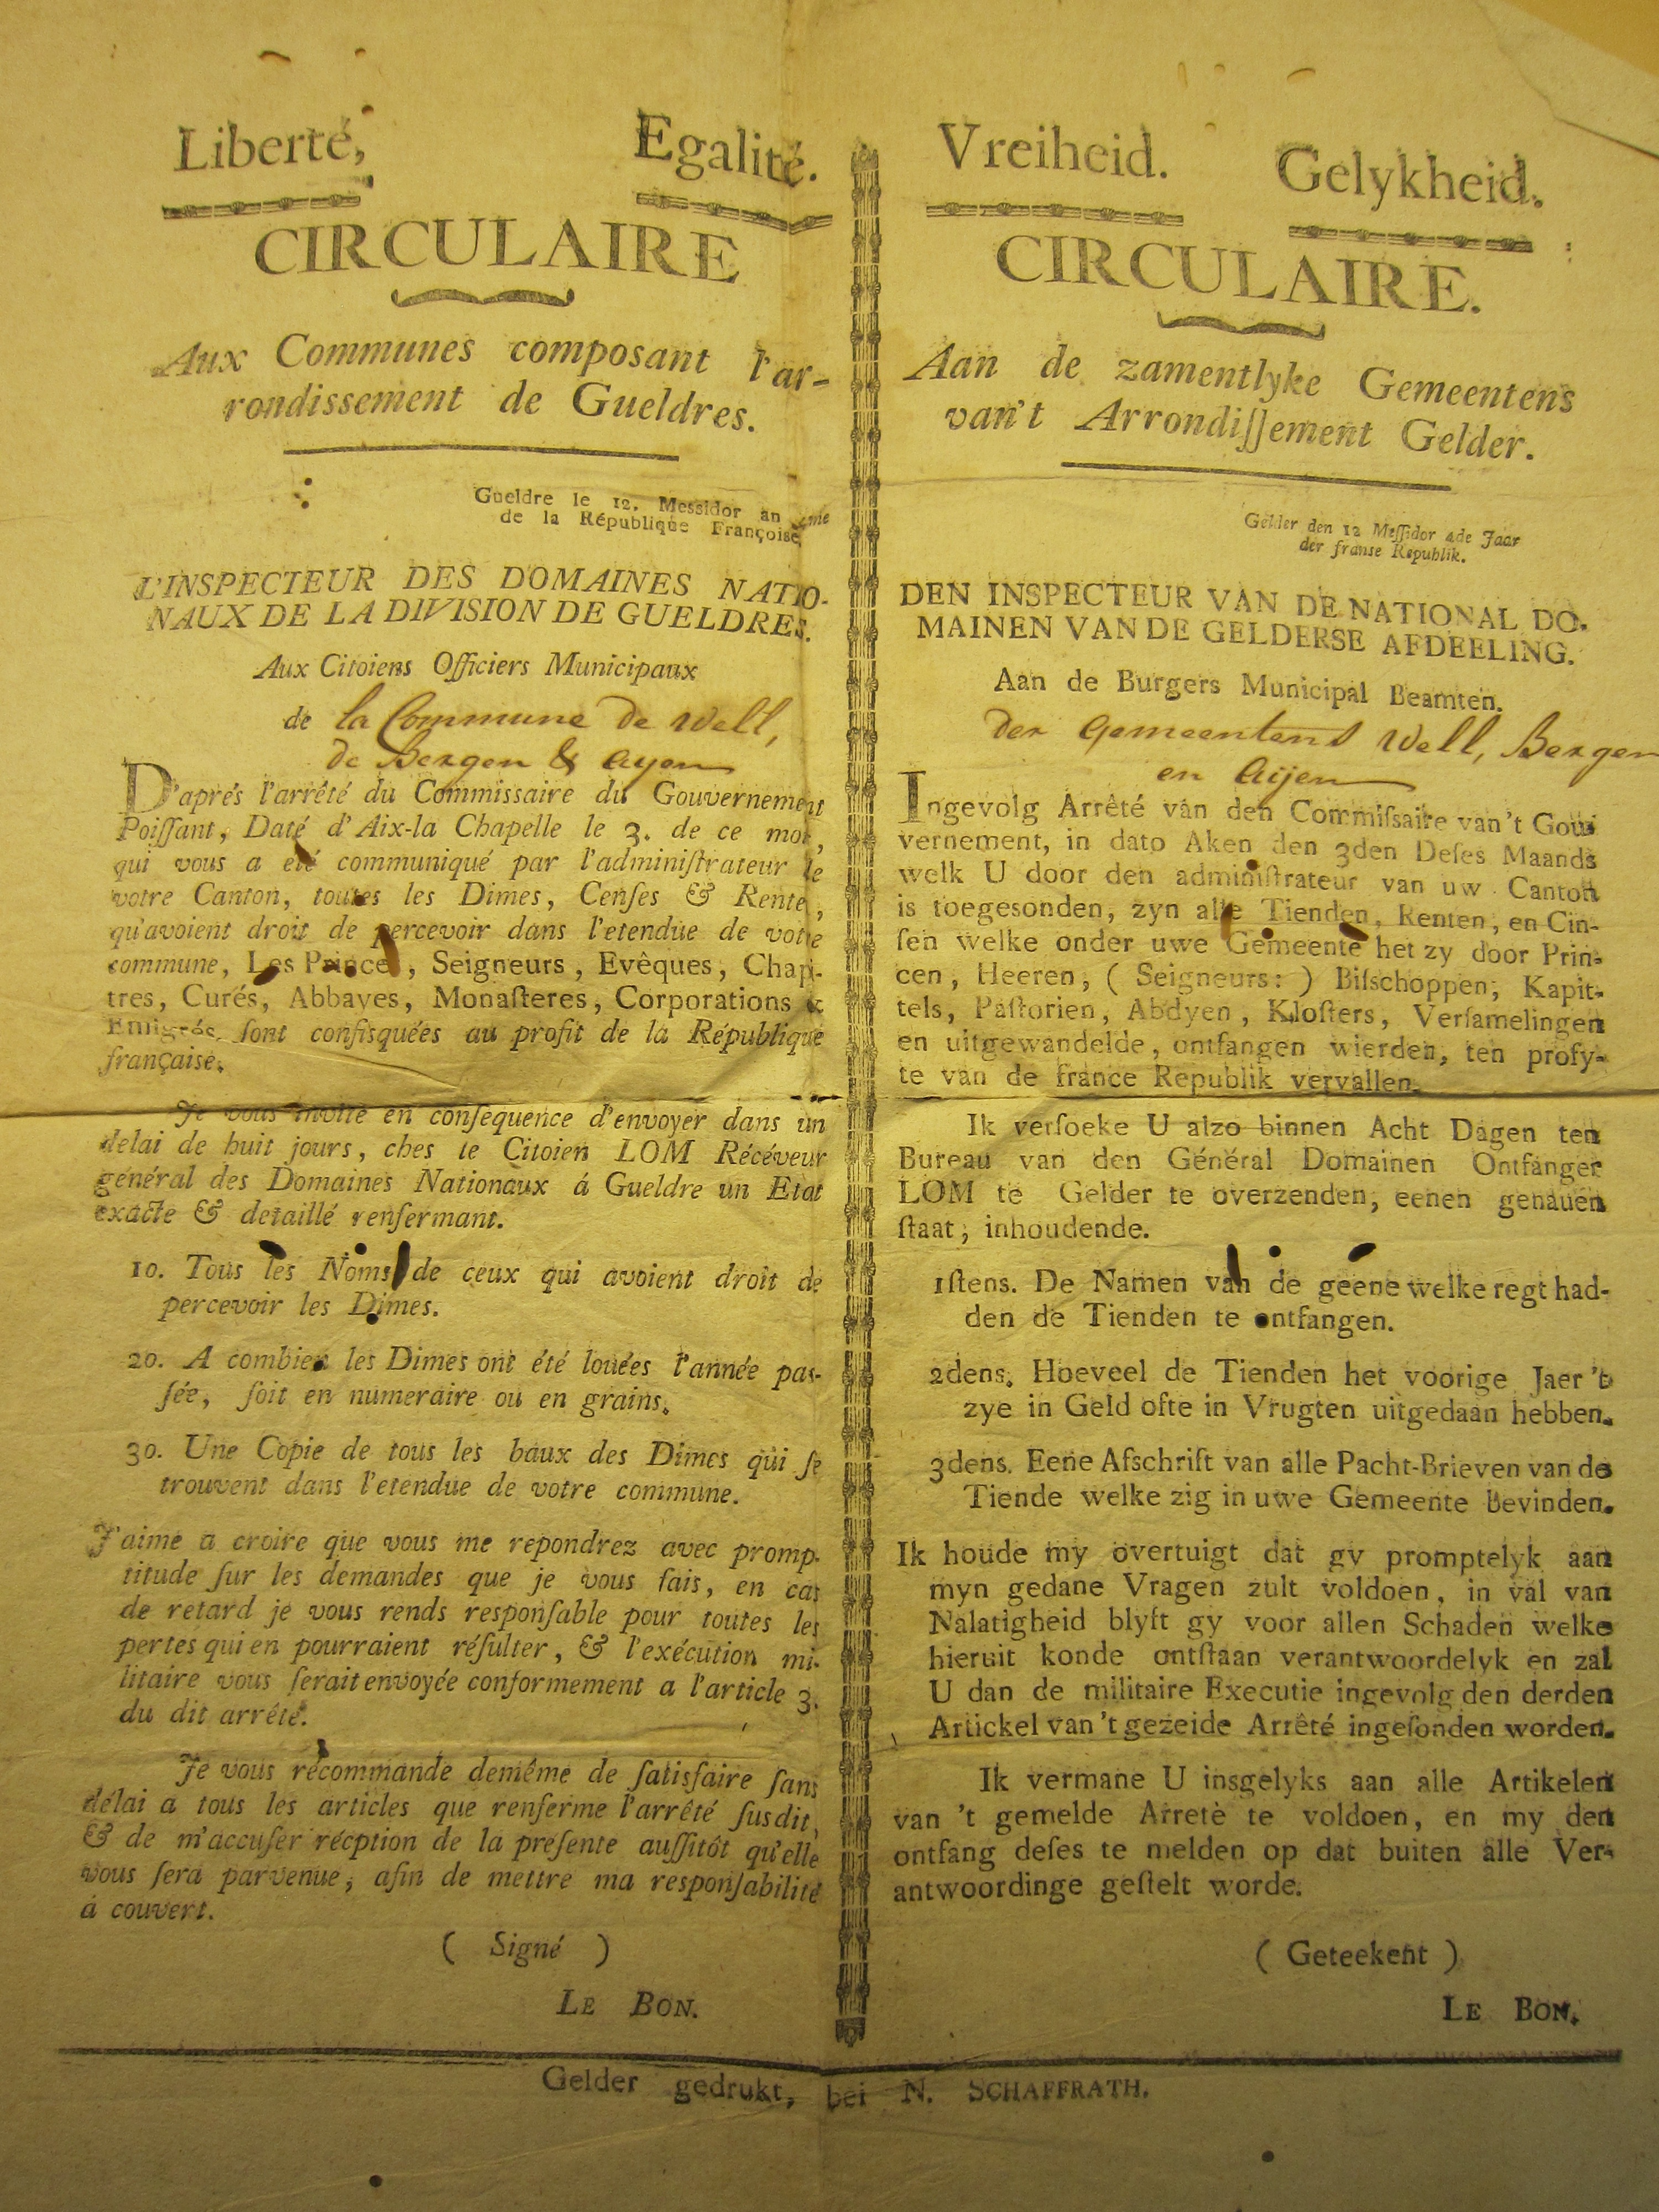 Liberté, Egalité.
CIRCULAIRE
Aux Communes composant l'ar-
rondissement de Gueldres.
Gueldre le 12. Messidor an 4me
de la République Françoise
L'INSPECTEUR DES DOMAINES NATIO-
NAUX DE LA DIVISION DE GUELDRES.
Aux Citoiens Officiers Municipaux
de la Commune de Well,
de Bergen & Ayen
D'aprés l'arrêté du Commissaire du Gouvernement
Poiſſant, Daté d'Aix-la Chapelle le 3. de ce moi,
qui vous a eté communiqué par l'adminiſtrateur le
votre Canton, toutes les Dimes, Cenſes & Rente,
qu'avoient droit de percevoir dans l'etendue de votre
commune, Les Princes, Seigneurs, Evêques, Chapi-
tres, Curés, Abbayes, Monaſteres, Corporations &
Emigrés, ſont confisquées au profit de la République
française.
Je vous invite en conſequence d'envoyer dans un
delai de huit jours, ches le Citoien LOM Récéveur
général des Domaines Nationaux á Gueldre un Etat
exacte & detaillé renfermant.
10. Tous les Noms de ceux qui avoient droit de
percevoir les Dimes.
20. A combien les Dimes ont été louées l'année pas-
ſée, ſoit en numeraire ou en grains.
30. Une Copie de tous les baux des Dimes qui ſe
trouvent dans l'etendue de votre commune.
J'aime a croire que vous me repondrez avec promp-
titude ſur les demandes que je vous fais, en cas
de retard je vous rends reſponſable pour toutes les
pertes qui en pourraient réſulter, & l'exécution mi-
litaire vous ſerait envoyée conformement a l'article 3.
du dit arrêté.
Je vous récommande demême de ſatisfaire ſans
délai a tous les articles que renferme l'arrêté ſusdit,
& de m'accuſer récption de la preſente auſſitôt qu'elle
vous ſera parvenue, afin de mettre ma reſponſabilité
á couvert.
( Signé )
LE BON.
Vreiheid. Gelykheid.
CIRCULAIRE.
Aan de zamentlyke Gemeentens
van't Arrondiſſement Gelder.
Gelder den 12 Meſſidor 4de Jaar
der franse Republik.
DEN INSPECTEUR VAN DE NATIONAL DO-
MAINEN VAN DE GELDERSE AFDEELING.
Aan de Burgers Municipal Beamten.
der Gemeentens Well, Bergen
en Aijen
Ingevolg Arrêté van den Commiſsaire van't Gou
vernement, in dato Aken den 3den Deſes Maands
welk U door den adminiſtrateur van uw Canton
is toegesonden, zyn alle Tienden, Renten, en Cin-
ſen welke onder uwe Gemeente het zy door Prin-
cen, Heeren, ( Seigneurs: ) Biſschoppen, Kapit-
tels, Paſtorien, Abdyen, Kloſters, Verſamelingen
en uitgewandelde, ontfangen wierden, ten profy-
te van de france Republik vervallen.
Ik verſoeke U alzo binnen Acht Dagen ten
Bureau van den Général Domainen Ontfanger
LOM te Gelder te overzenden, eenen genauen
ſtaat, inhoudende.
1ſtens. De Namen van de geene welke regt had-
den de Tienden te ontfangen.
2dens. Hoeveel de Tienden het voorige Jaer 't
zye in Geld ofte in Vrugten uitgedaan hebben.
3dens. Eene Afschrift van alle Pacht-Brieven van de
Tiende welke zig in uwe Gemeente bevinden.
Ik houde my overtuigt dat gy promptelyk aan
myn gedane Vragen zult voldoen, in val van
Nalatigheid blyft gy voor allen Schaden welke
hieruit konde ontſtaan verantwoordelyk en zal
U dan de militaire Executie ingevolg den derden
Artickel van 't gezeide Arrêté ingeſonden worden.
Ik vermane U insgelyks aan alle Artikelen
van 't gemelde Arretè te voldoen, en my den
ontfang deſes te melden op dat buiten alle Ver-
antwoordinge geſtelt worde.
( Geteekent )
LE BON.
Gelder gedrukt, bei N. SCHAFFRATH.